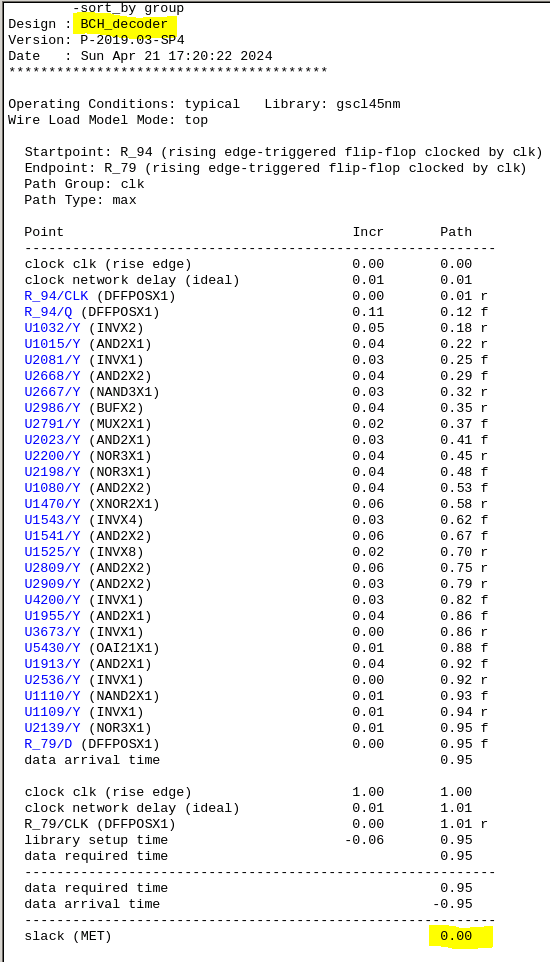 -sort_by group
Design : BCH_decoder
Version: P-2019.03-SP4
Date   : Sun Apr 21 17:20:22 2024
****************************************

Operating Conditions: typical   Library: gscl45nm
Wire Load Model Mode: top

  Startpoint: R_94 (rising edge-triggered flip-flop clocked by clk)
  Endpoint: R_79 (rising edge-triggered flip-flop clocked by clk)
  Path Group: clk
  Path Type: max

  Point                                    Incr       Path
  -----------------------------------------------------------
  clock clk (rise edge)                    0.00       0.00
  clock network delay (ideal)              0.01       0.01
  R_94/CLK (DFFPOSX1)                      0.00       0.01 r
  R_94/Q (DFFPOSX1)                        0.11       0.12 f
  U1032/Y (INVX2)                          0.05       0.18 r
  U1015/Y (AND2X1)                         0.04       0.22 r
  U2081/Y (INVX1)                          0.03       0.25 f
  U2668/Y (AND2X2)                         0.04       0.29 f
  U2667/Y (NAND3X1)                        0.03       0.32 r
  U2986/Y (BUFX2)                          0.04       0.35 r
  U2791/Y (MUX2X1)                         0.02       0.37 f
  U2023/Y (AND2X1)                         0.03       0.41 f
  U2200/Y (NOR3X1)                         0.04       0.45 r
  U2198/Y (NOR3X1)                         0.04       0.48 f
  U1080/Y (AND2X2)                         0.04       0.53 f
  U1470/Y (XNOR2X1)                        0.06       0.58 r
  U1543/Y (INVX4)                          0.03       0.62 f
  U1541/Y (AND2X2)                         0.06       0.67 f
  U1525/Y (INVX8)                          0.02       0.70 r
  U2809/Y (AND2X2)                         0.06       0.75 r
  U2909/Y (AND2X2)                         0.03       0.79 r
  U4200/Y (INVX1)                          0.03       0.82 f
  U1955/Y (AND2X1)                         0.04       0.86 f
  U3673/Y (INVX1)                          0.00       0.86 r
  U5430/Y (OAI21X1)                        0.01       0.88 f
  U1913/Y (AND2X1)                         0.04       0.92 f
  U2536/Y (INVX1)                          0.00       0.92 r
  U1110/Y (NAND2X1)                        0.01       0.93 f
  U1109/Y (INVX1)                          0.01       0.94 r
  U2139/Y (NOR3X1)                         0.01       0.95 f
  R_79/D (DFFPOSX1)                        0.00       0.95 f
  data arrival time                                   0.95

  clock clk (rise edge)                    1.00       1.00
  clock network delay (ideal)              0.01       1.01
  R_79/CLK (DFFPOSX1)                      0.00       1.01 r
  library setup time                      -0.06       0.95
  data required time                                  0.95
  -----------------------------------------------------------
  data required time                                  0.95
  data arrival time                                  -0.95
  -----------------------------------------------------------
  slack (MET)                                         0.00